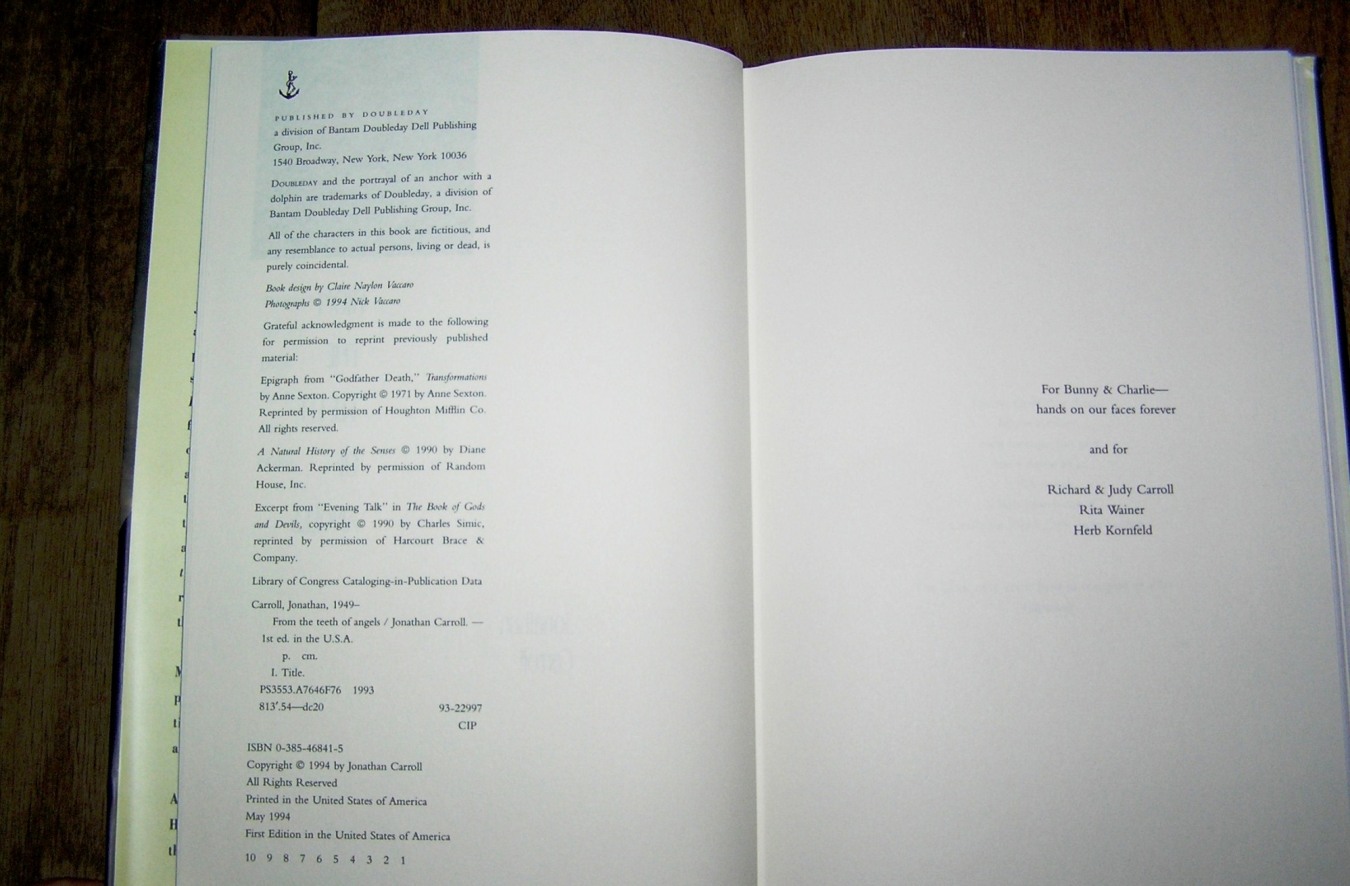 PUBLISHED BY DOUBLEDAY
a division of Bantam Doubleday Dell Publishing
Group, Inc.
1540 Broadway, New York, New York 10036
DOUBLEDAY and the portrayal of an anchor with a
dolphin are trademarks of Doubleday, a division of
Bantam Doubleday Dell Publishing Group, Inc.
All of the characters in this book are fictitious, and
any resemblance to actual persons, living or dead, is
purely coincidental.
Book design by Claire Naylon Vaccaro
Photographs © 1994 Nick Vaccaro
Grateful acknowledgment is made to the following
for permission to reprint previously published
material:
Epigraph from "Godfather Death," Transformations
by Anne Sexton. Copyright © 1971 by Anne Sexton.
Reprinted by permission of Houghton Mifflin Co.
All rights reserved.
A Natural History of the Senses © 1990 by Diane
Ackerman. Reprinted by permission of Random
House, Inc.
Excerpt from "Evening Talk" in The Book of Gods
and Devils, copyright © 1990 by Charles Simic,
reprinted by permission of Harcourt Brace &
Company.
Library of Congress Cataloging-in-Publication Data
Carroll, Jonathan, 1949–
From the teeth of angels / Jonathan Carroll. —
1st ed. in the U.S.A.
p. cm.
I. Title.
PS3553.A7646F76 1993
813'.54—dc20 93-22997
CIP
ISBN 0-385-46841-5
Copyright © 1994 by Jonathan Carroll
All Rights Reserved
Printed in the United States of America
May 1994
First Edition in the United States of America
10 9 8 7 6 5 4 3 2 1
For Bunny & Charlie—
hands on our faces forever
and for
Richard & Judy Carroll
Rita Wainer
Herb Kornfeld